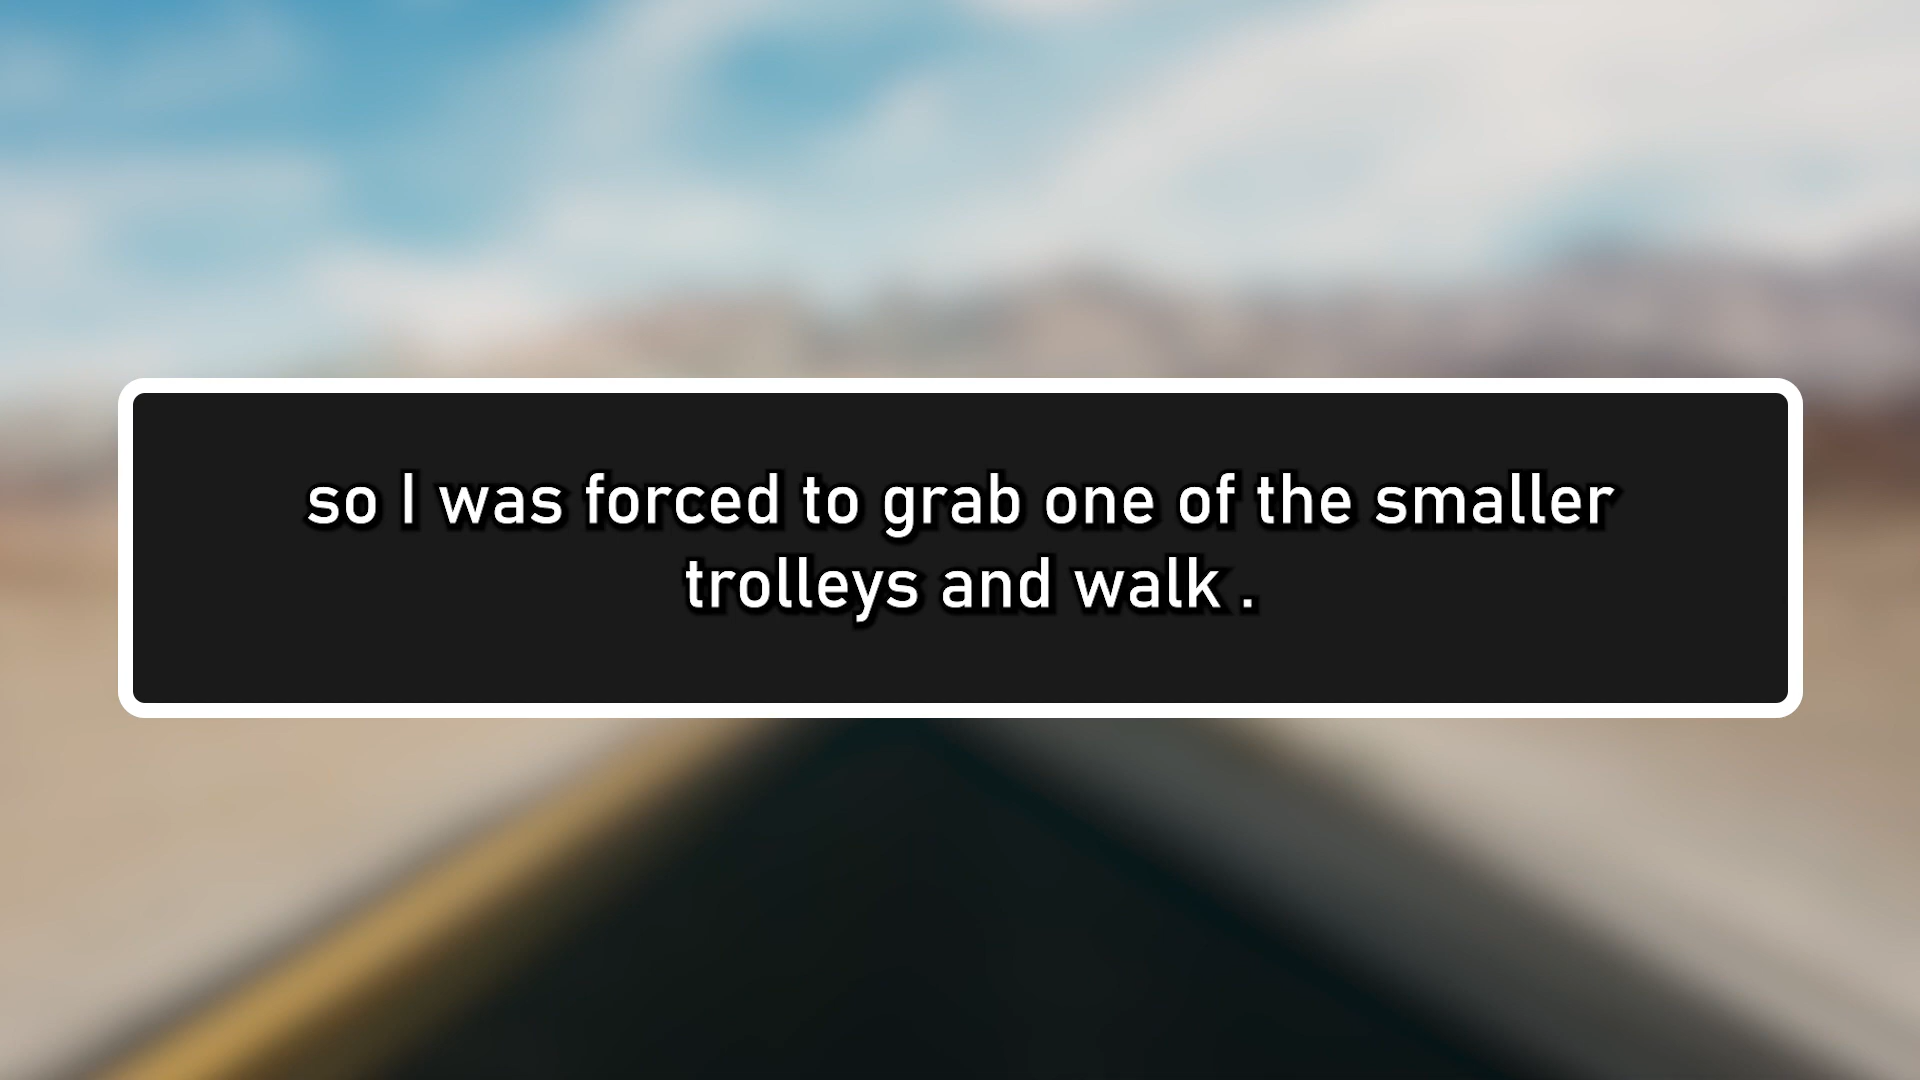 so I was forced to grab one of the smaller
trolleys and walk .